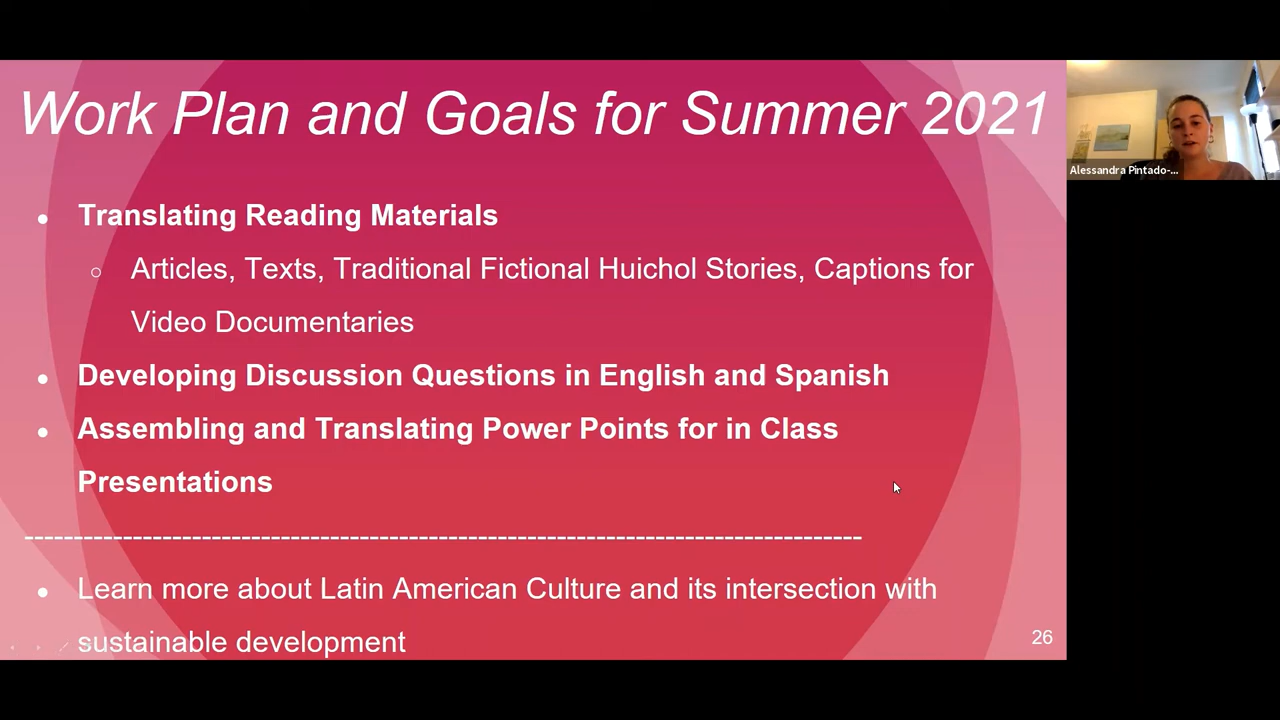 Work Plan and Goals for Summer 2021
Alessandra Pintado-...
● Translating Reading Materials
○ Articles, Texts, Traditional Fictional Huichol Stories, Captions for
Video Documentaries
● Developing Discussion Questions in English and Spanish
● Assembling and Translating Power Points for in Class
Presentations
--------------------------------------------------------------------------------------
● Learn more about Latin American Culture and its intersection with
sustainable development
26